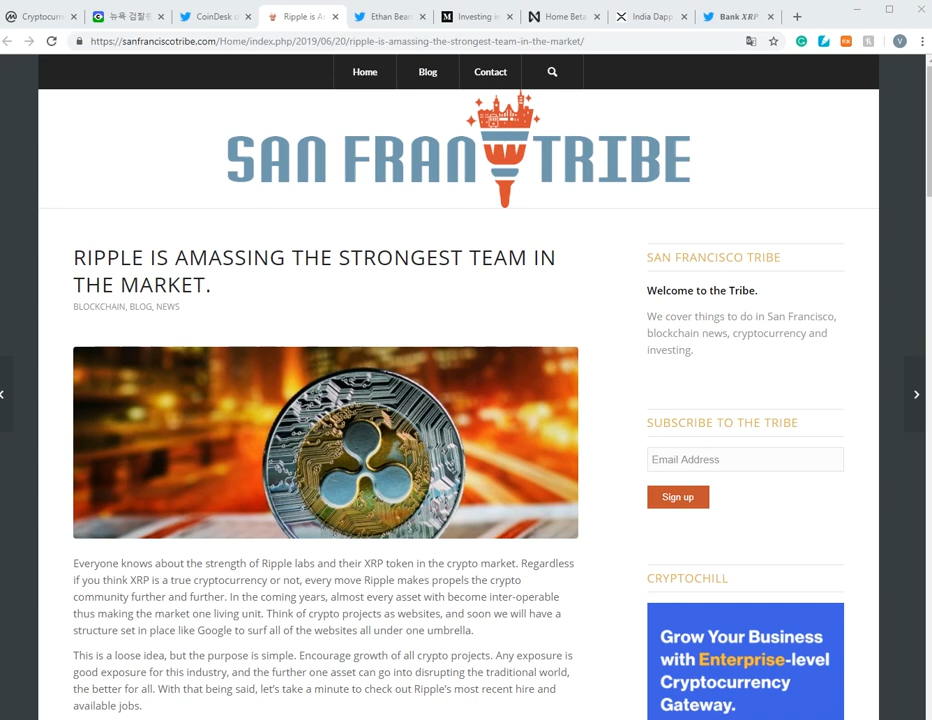 Cryptocurr
뉴욕 검찰
CoinDesk
Ripple is A
Ethan Bear
Investing i
Home Beta
India Dapp
Bank XRP
https://sanfranciscotribe.com/Home/index.php/2019/06/20/ripple-is-amassing-the-strongest-team-in-the-market/
V
Home
Blog
Contact
SAN FRAN TRIBE
RIPPLE IS AMASSING THE STRONGEST TEAM IN
THE MARKET.
BLOCKCHAIN, BLOG, NEWS
Everyone knows about the strength of Ripple labs and their XRP token in the crypto market. Regardless
if you think XRP is a true cryptocurrency or not, every move Ripple makes propels the crypto
community further and further. In the coming years, almost every asset with become inter-operable
thus making the market one living unit. Think of crypto projects as websites, and soon we will have a
structure set in place like Google to surf all of the websites all under one umbrella.
This is a loose idea, but the purpose is simple. Encourage growth of all crypto projects. Any exposure is
good exposure for this industry, and the further one asset can go into disrupting the traditional world,
the better for all. With that being said, let's take a minute to check out Ripple's most recent hire and
available jobs.
SAN FRANCISCO TRIBE
Welcome to the Tribe.
We cover things to do in San Francisco,
blockchain news, cryptocurrency and
investing.
SUBSCRIBE TO THE TRIBE
Email Address
Sign up
CRYPTOCHILL
Grow Your Business
with Enterprise-level
Cryptocurrency
Gateway.